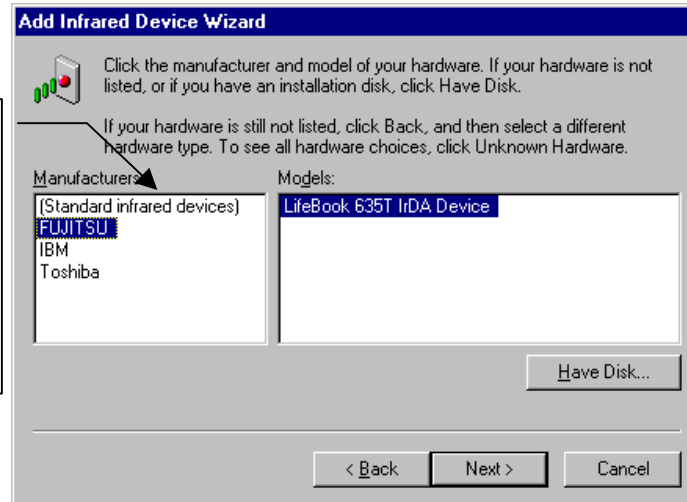 Add Infrared Device Wizard
Click the manufacturer and model of your hardware. If your hardware is not
listed, or if you have an installation disk, click Have Disk.
If your hardware is still not listed, click Back, and then select a different
hardware type. To see all hardware choices, click Unknown Hardware.
Manufacturers:
(Standard infrared devices)
FUJITSU
IBM
Toshiba
Models:
LifeBook 635T IrDA Device
Have Disk...
< Back
Next >
Cancel